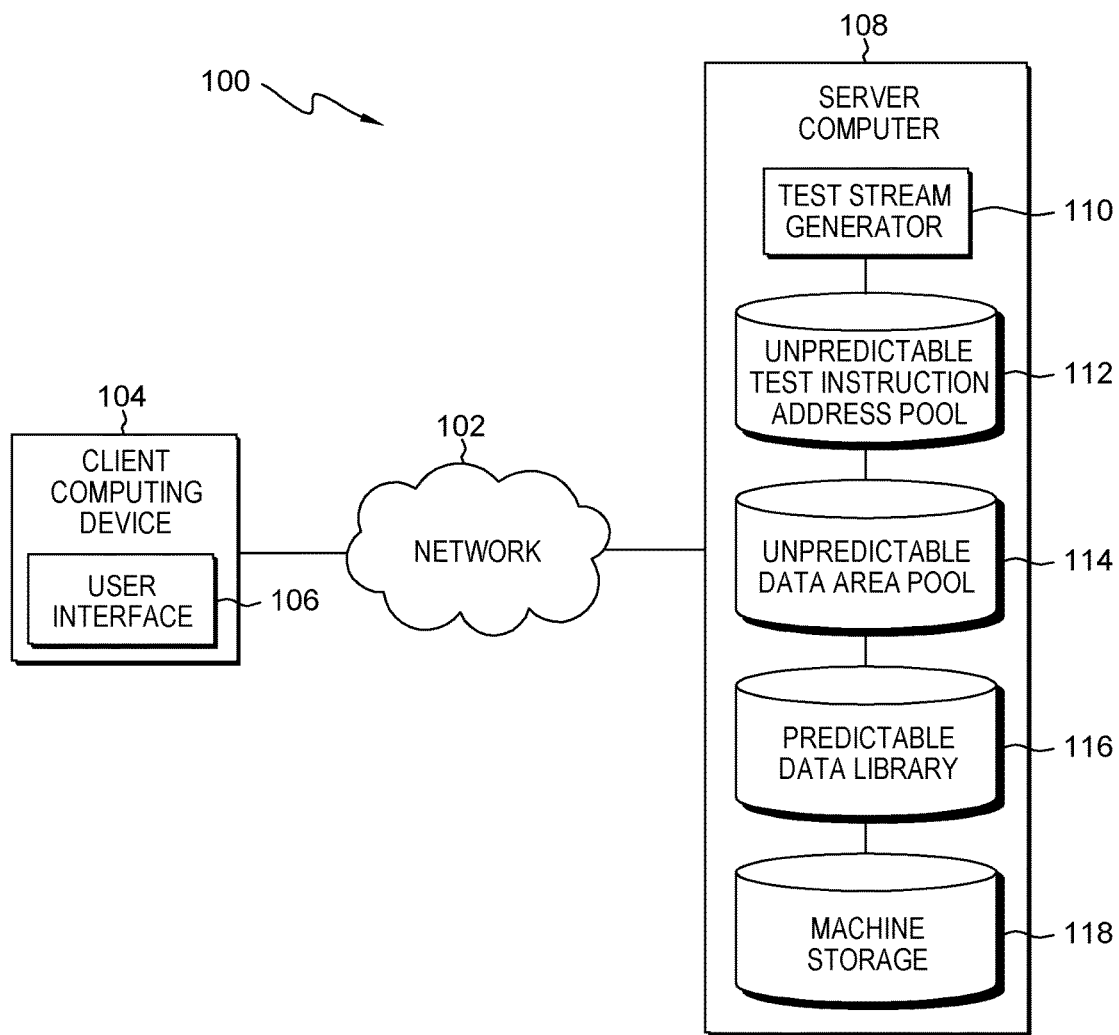 108
100
SERVER
COMPUTER
TEST STREAM
GENERATOR
110
UNPREDICTABLE
TEST INSTRUCTION
ADDRESS POOL
112
104
CLIENT
COMPUTING
DEVICE
USER
INTERFACE
106
102
NETWORK
UNPREDICTABLE
DATA AREA POOL
114
PREDICTABLE
DATA LIBRARY
116
MACHINE
STORAGE
118